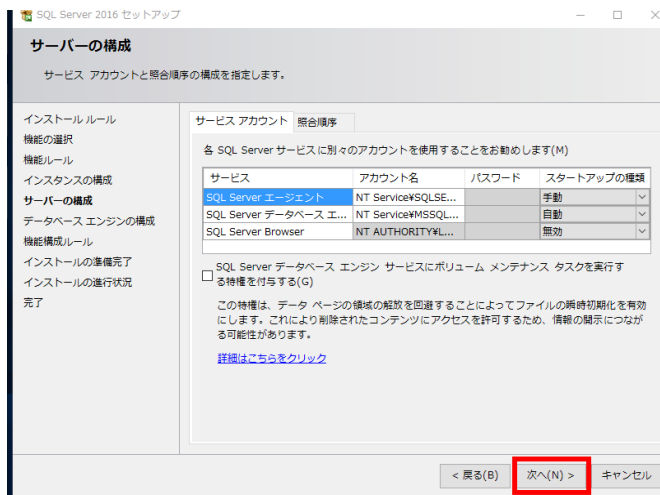 SQL Server 2016 セットアップ
サーバーの構成
サービス アカウントと照合順序の構成を指定します。
インストール ルール
機能の選択
機能ルール
インスタンスの構成
サーバーの構成
データベース エンジンの構成
機能構成ルール
インストールの準備完了
インストールの進行状況
完了
サービス アカウント 照合順序
各 SQL Server サービスに別々のアカウントを使用することをお勧めします(M)
サービス アカウント名 パスワード スタートアップの種類
SQL Server エージェント NT Service¥SQLSE... 手動
SQL Server データベース エ... NT Service¥MSSQL... 自動
SQL Server Browser NT AUTHORITY¥L... 無効
SQL Server データベース エンジン サービスにボリューム メンテナンス タスクを実行す
る特権を付与する(G)
この特権は、データ ページの領域の解放を回避することによってファイルの瞬時初期化を有効
にします。これにより削除されたコンテンツにアクセスを許可するため、情報の開示につなが
る可能性があります。
詳細はこちらをクリック
< 戻る(B) 次へ(N) > キャンセル